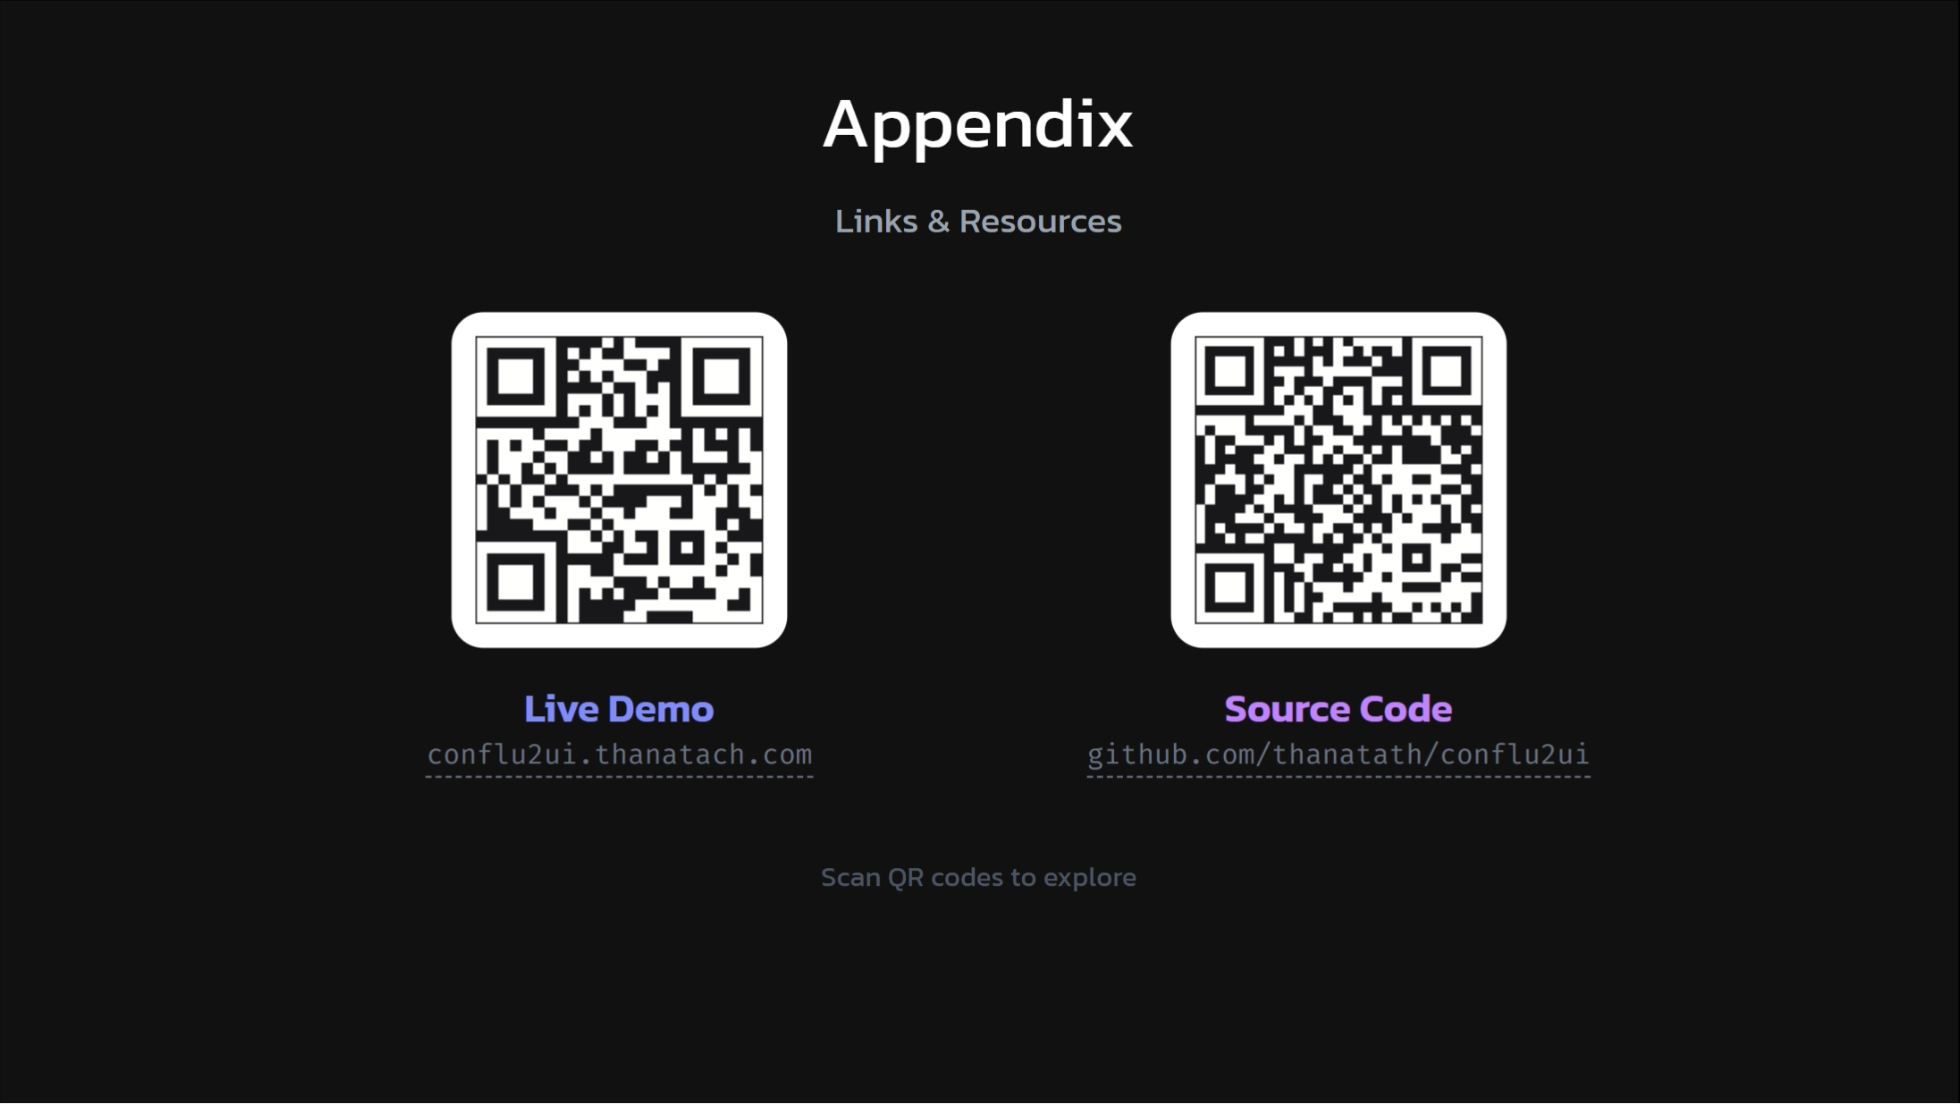 Appendix
Links & Resources
Live Demo
conflu2ui.thanatach.com
Source Code
github.com/thanatath/conflu2ui
Scan QR codes to explore